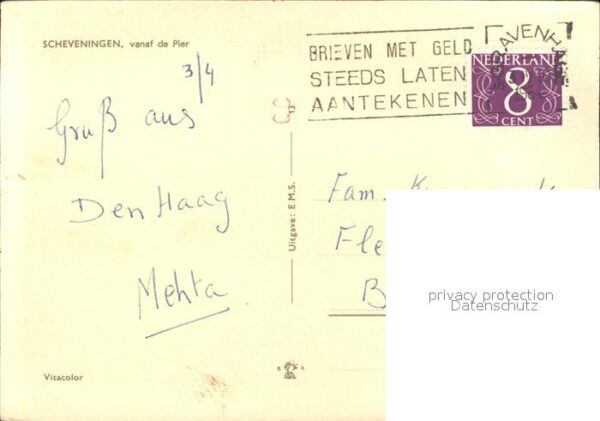 SCHEVENINGEN, vanaf de Pier
3/4
Gruß aus
Den Haag
Mehta
Vitacolor
Uitgave: E.M.S.
13
BRIEVEN MET GELD
STEEDS LATEN
AANTEKENEN
NEDERLAND
8
CENT
Fam.
privacy protection
Datenschutz